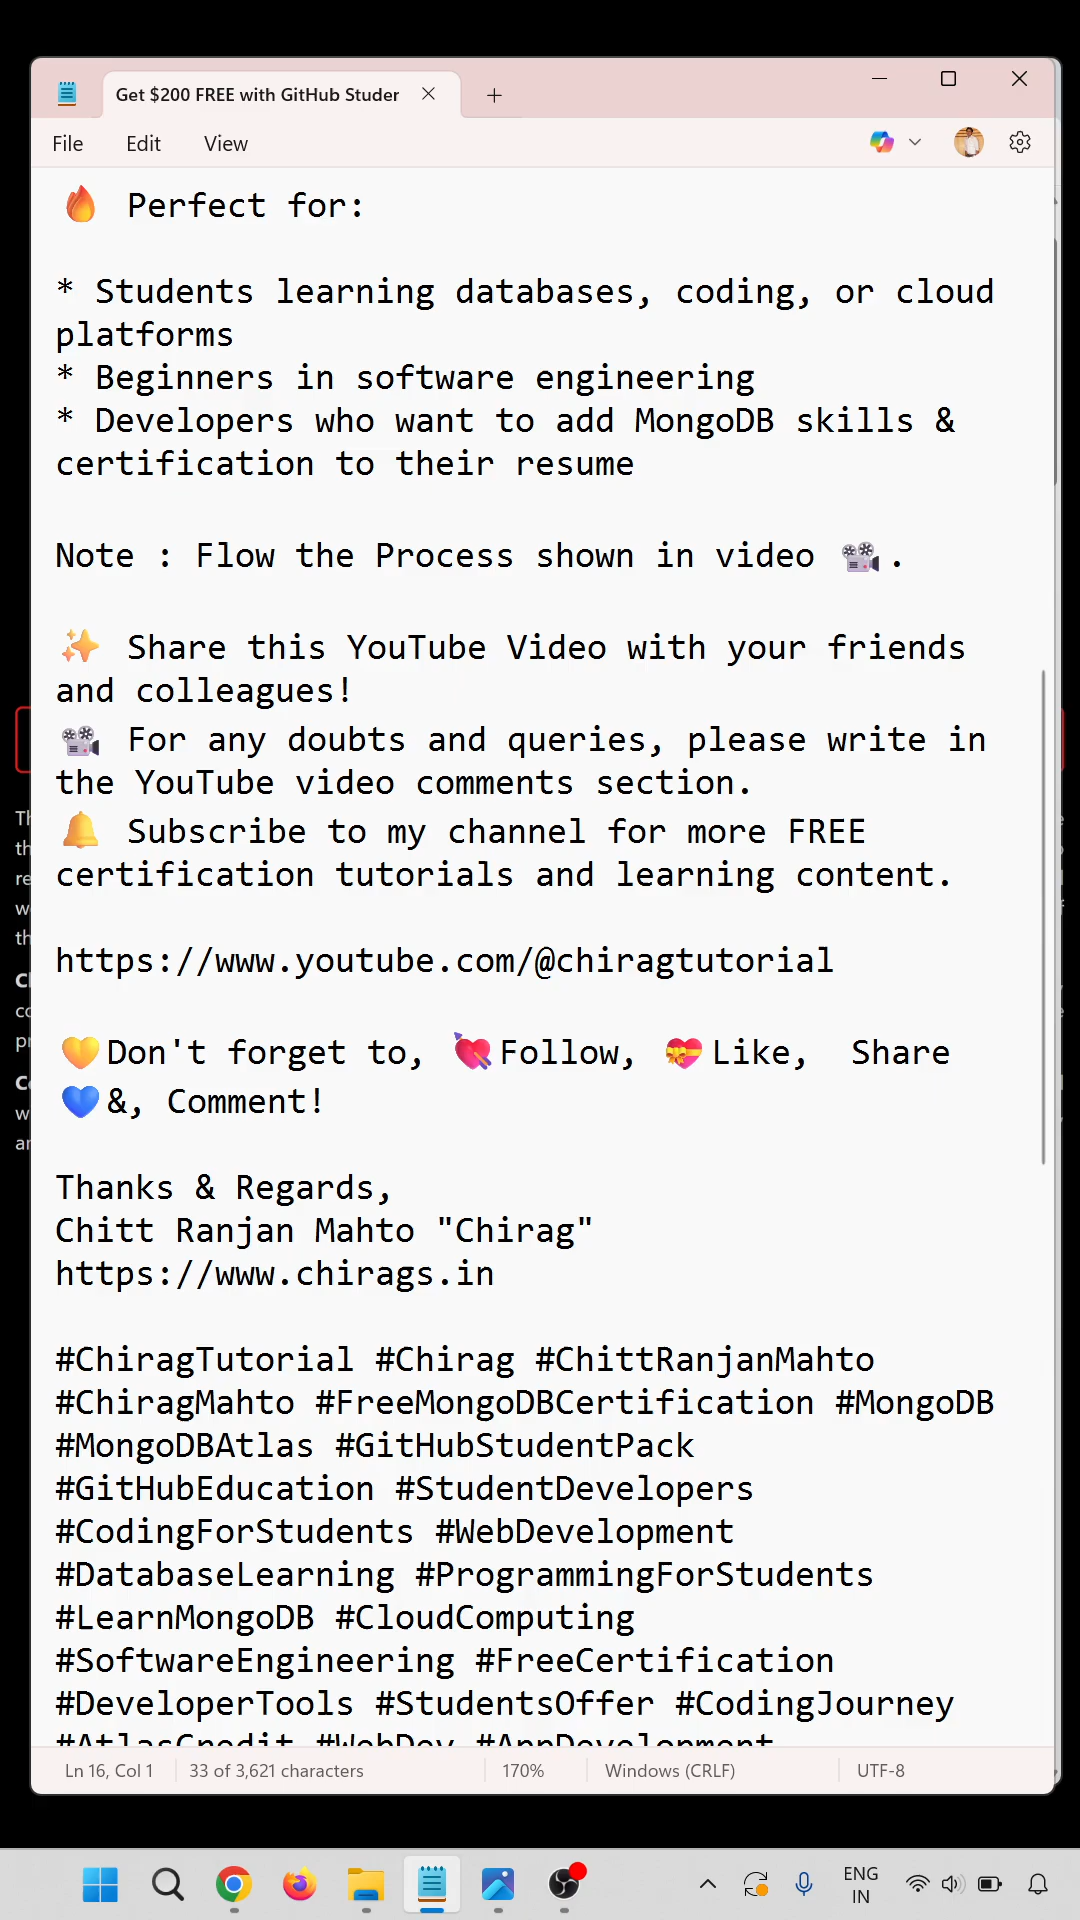 Get $200 FREE with GitHub Studer
File Edit View
🔥 Perfect for:
* Students learning databases, coding, or cloud
platforms
* Beginners in software engineering
* Developers who want to add MongoDB skills &
certification to their resume
Note : Flow the Process shown in video 📽.
✨ Share this YouTube Video with your friends
and colleagues!
📽 For any doubts and queries, please write in
the YouTube video comments section.
🔔 Subscribe to my channel for more FREE
certification tutorials and learning content.
https://www.youtube.com/@chiragtutorial
💛Don't forget to, 💘Follow, 💝Like,  Share
💙&, Comment!
Thanks & Regards,
Chitt Ranjan Mahto "Chirag"
https://www.chirags.in
#ChiragTutorial #Chirag #ChittRanjanMahto
#ChiragMahto #FreeMongoDBCertification #MongoDB
#MongoDBAtlas #GitHubStudentPack
#GitHubEducation #StudentDevelopers
#CodingForStudents #WebDevelopment
#DatabaseLearning #ProgrammingForStudents
#LearnMongoDB #CloudComputing
#SoftwareEngineering #FreeCertification
#DeveloperTools #StudentsOffer #CodingJourney
#AtlasCredit #WebDev #AppDevelopment
Ln 16, Col 1 33 of 3,621 characters 170% Windows (CRLF) UTF-8
ENG
IN